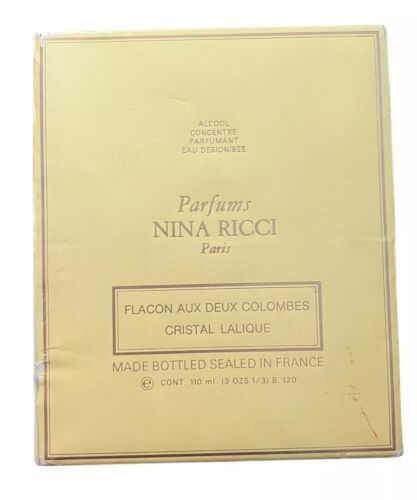 ALCOOL
CONCENTRE
PARFUMANT
EAU DESIONISEE
Parfums
NINA RICCI
Paris
FLACON AUX DEUX COLOMBES
CRISTAL LALIQUE
MADE BOTTLED SEALED IN FRANCE
℮ CONT. 110 ml. (3 OZS 1/3) B. 120